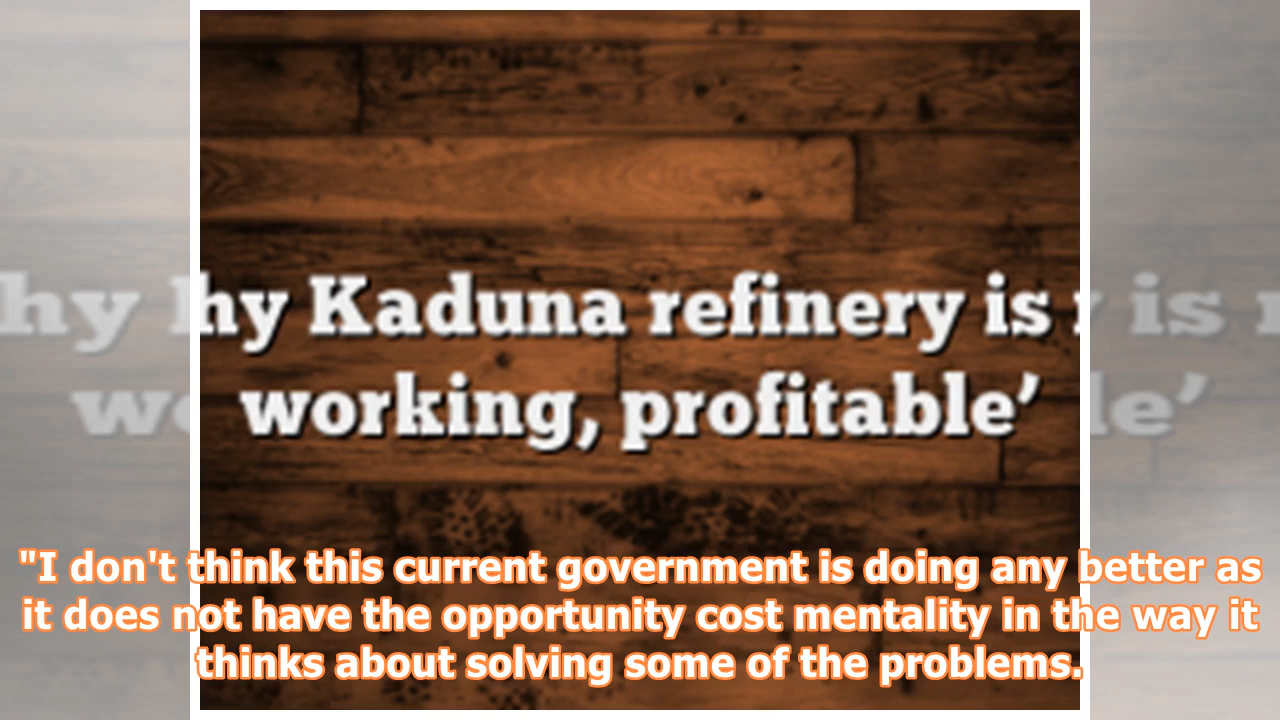 hy Kaduna refinery is
working, profitable’
"I don't think this current government is doing any better as
it does not have the opportunity cost mentality in the way it
thinks about solving some of the problems.